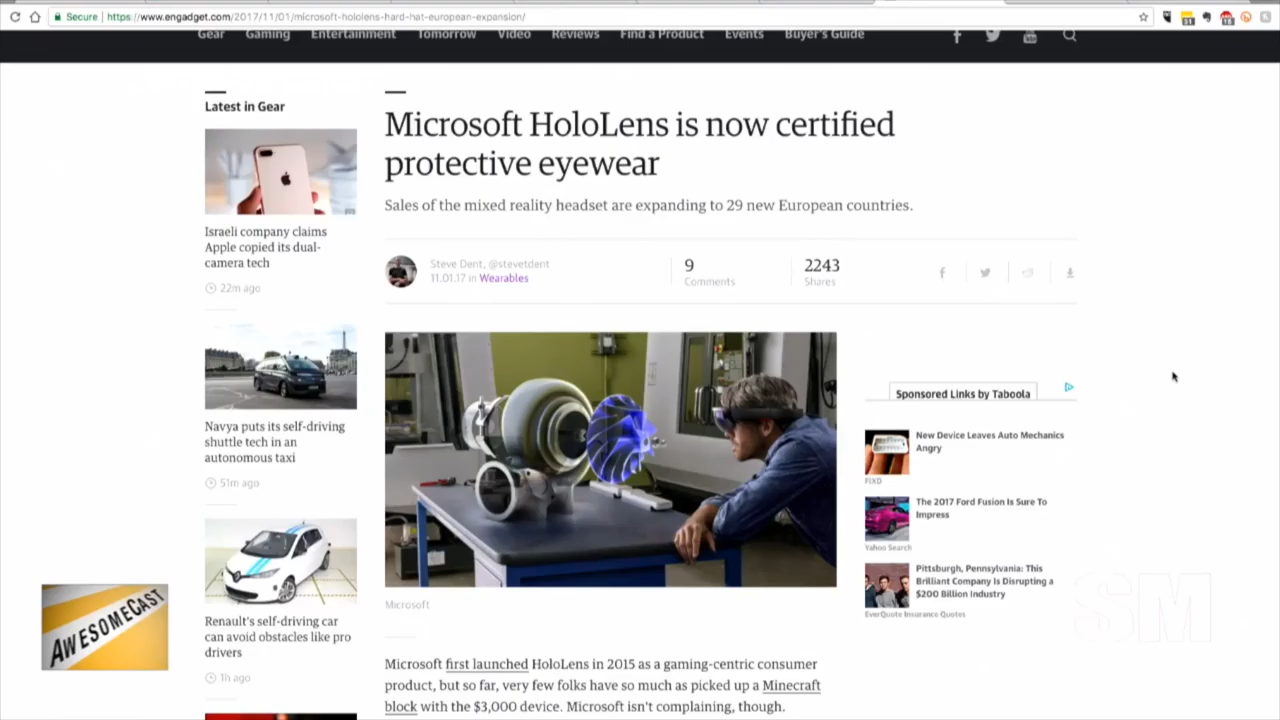 Secure | https://www.engadget.com/2017/11/01/microsoft-hololens-hard-hat-european-expansion/
Gear Gaming Entertainment Tomorrow Video Reviews Find a Product Events Buyer's Guide
Latest in Gear
Israeli company claims
Apple copied its dual-
camera tech
22m ago
Navya puts its self-driving
shuttle tech in an
autonomous taxi
51m ago
Renault's self-driving car
can avoid obstacles like pro
drivers
1h ago
Microsoft HoloLens is now certified
protective eyewear
Sales of the mixed reality headset are expanding to 29 new European countries.
Steve Dent, @stevetdent
11.01.17 in Wearables
9
Comments
2243
Shares
Microsoft
Microsoft first launched HoloLens in 2015 as a gaming-centric consumer
product, but so far, very few folks have so much as picked up a Minecraft
block with the $3,000 device. Microsoft isn't complaining, though.
Sponsored Links by Taboola
New Device Leaves Auto Mechanics
Angry
FIXD
The 2017 Ford Fusion Is Sure To
Impress
Yahoo Search
Pittsburgh, Pennsylvania: This
Brilliant Company Is Disrupting a
$200 Billion Industry
EverQuote Insurance Quotes
AWESOMECAST
SM